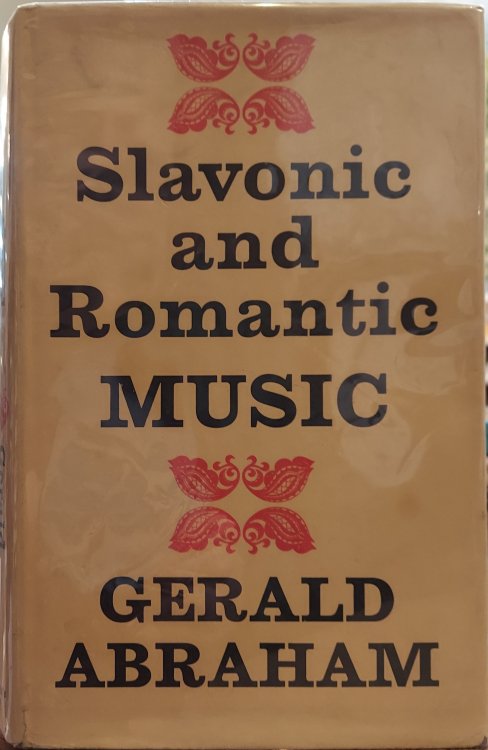 Slavonic
and
Romantic
MUSIC
GERALD
ABRAHAM